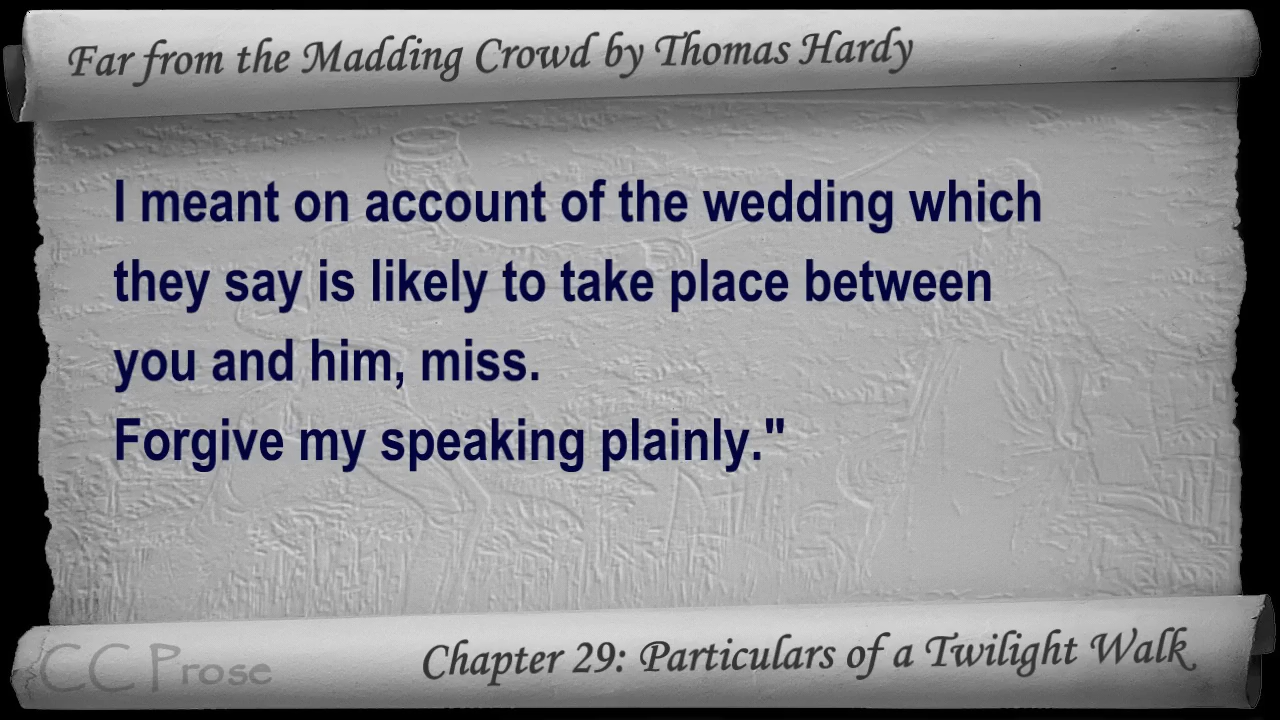 Far from the Madding Crowd by Thomas Hardy
I meant on account of the wedding which
they say is likely to take place between
you and him, miss.
Forgive my speaking plainly."
CC Prose
Chapter 29: Particulars of a Twilight Walk